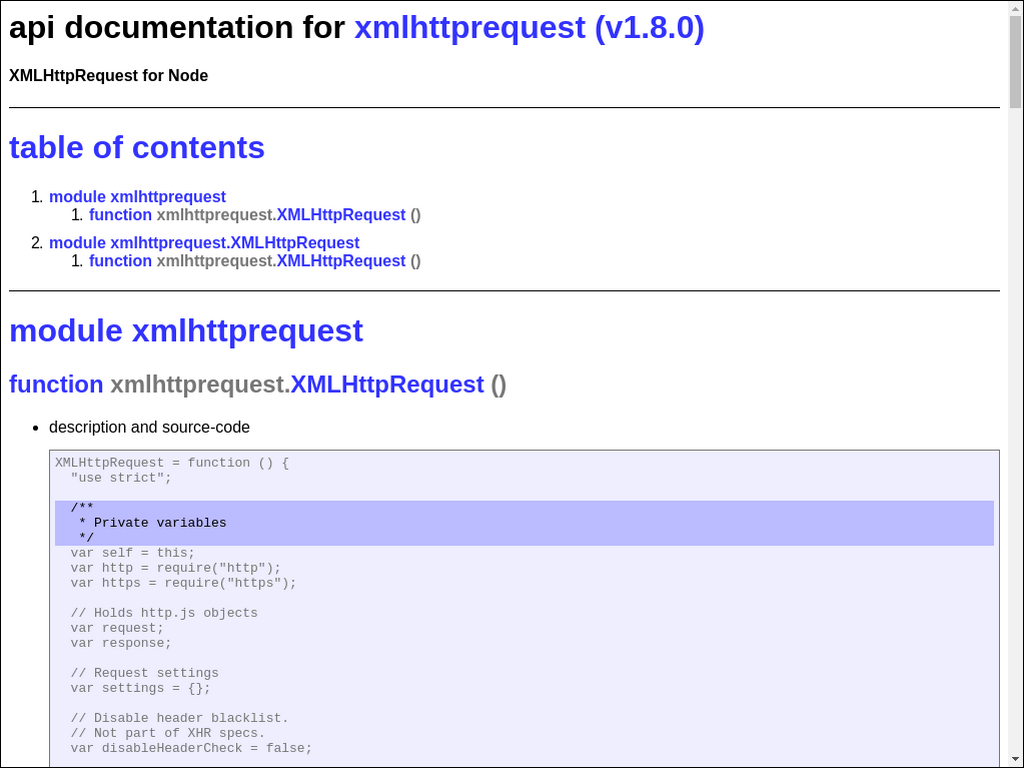 api documentation for xmlhttprequest (v1.8.0)
XMLHttpRequest for Node
table of contents
1. module xmlhttprequest
1. function xmlhttprequest.XMLHttpRequest ()
2. module xmlhttprequest.XMLHttpRequest
1. function xmlhttprequest.XMLHttpRequest ()
module xmlhttprequest
function xmlhttprequest.XMLHttpRequest ()
• description and source-code
XMLHttpRequest = function () {
  "use strict";
  /**
   * Private variables
   */
  var self = this;
  var http = require("http");
  var https = require("https");
  // Holds http.js objects
  var request;
  var response;
  // Request settings
  var settings = {};
  // Disable header blacklist.
  // Not part of XHR specs.
  var disableHeaderCheck = false;